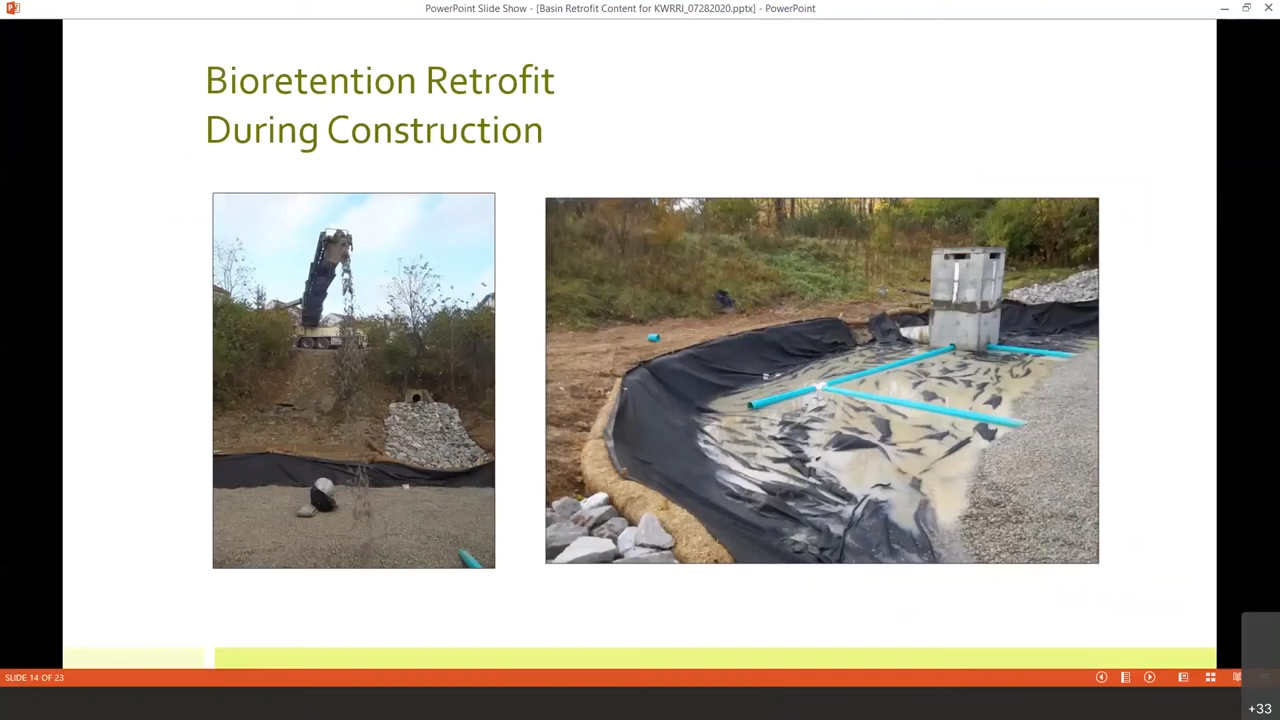 PowerPoint Slide Show - [Basin Retrofit Content for KWRRI_07282020.pptx] - PowerPoint
Bioretention Retrofit
During Construction
SLIDE 14 OF 23
+33